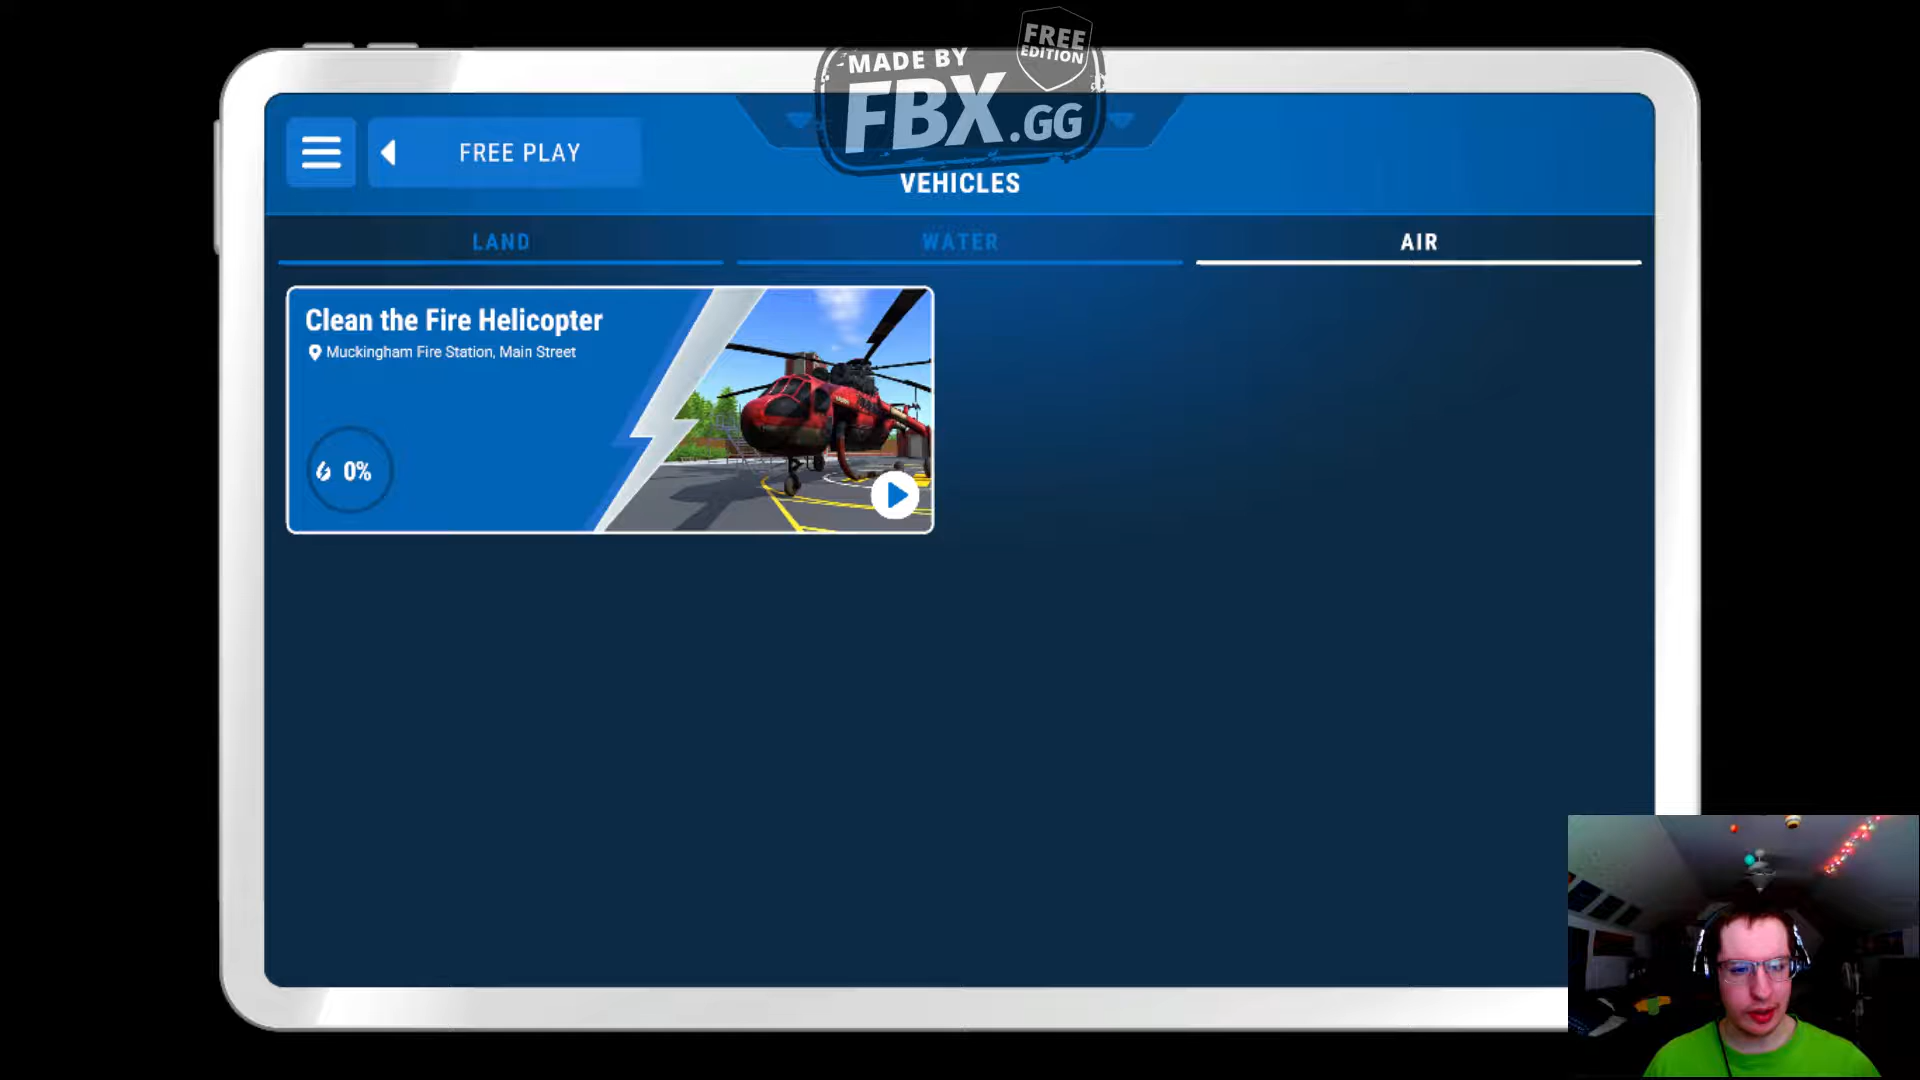 FREE
EDITION
MADE BY
FBX.GG
FREE PLAY
VEHICLES
LAND
WATER
AIR
Clean the Fire Helicopter
Muckingham Fire Station, Main Street
0%